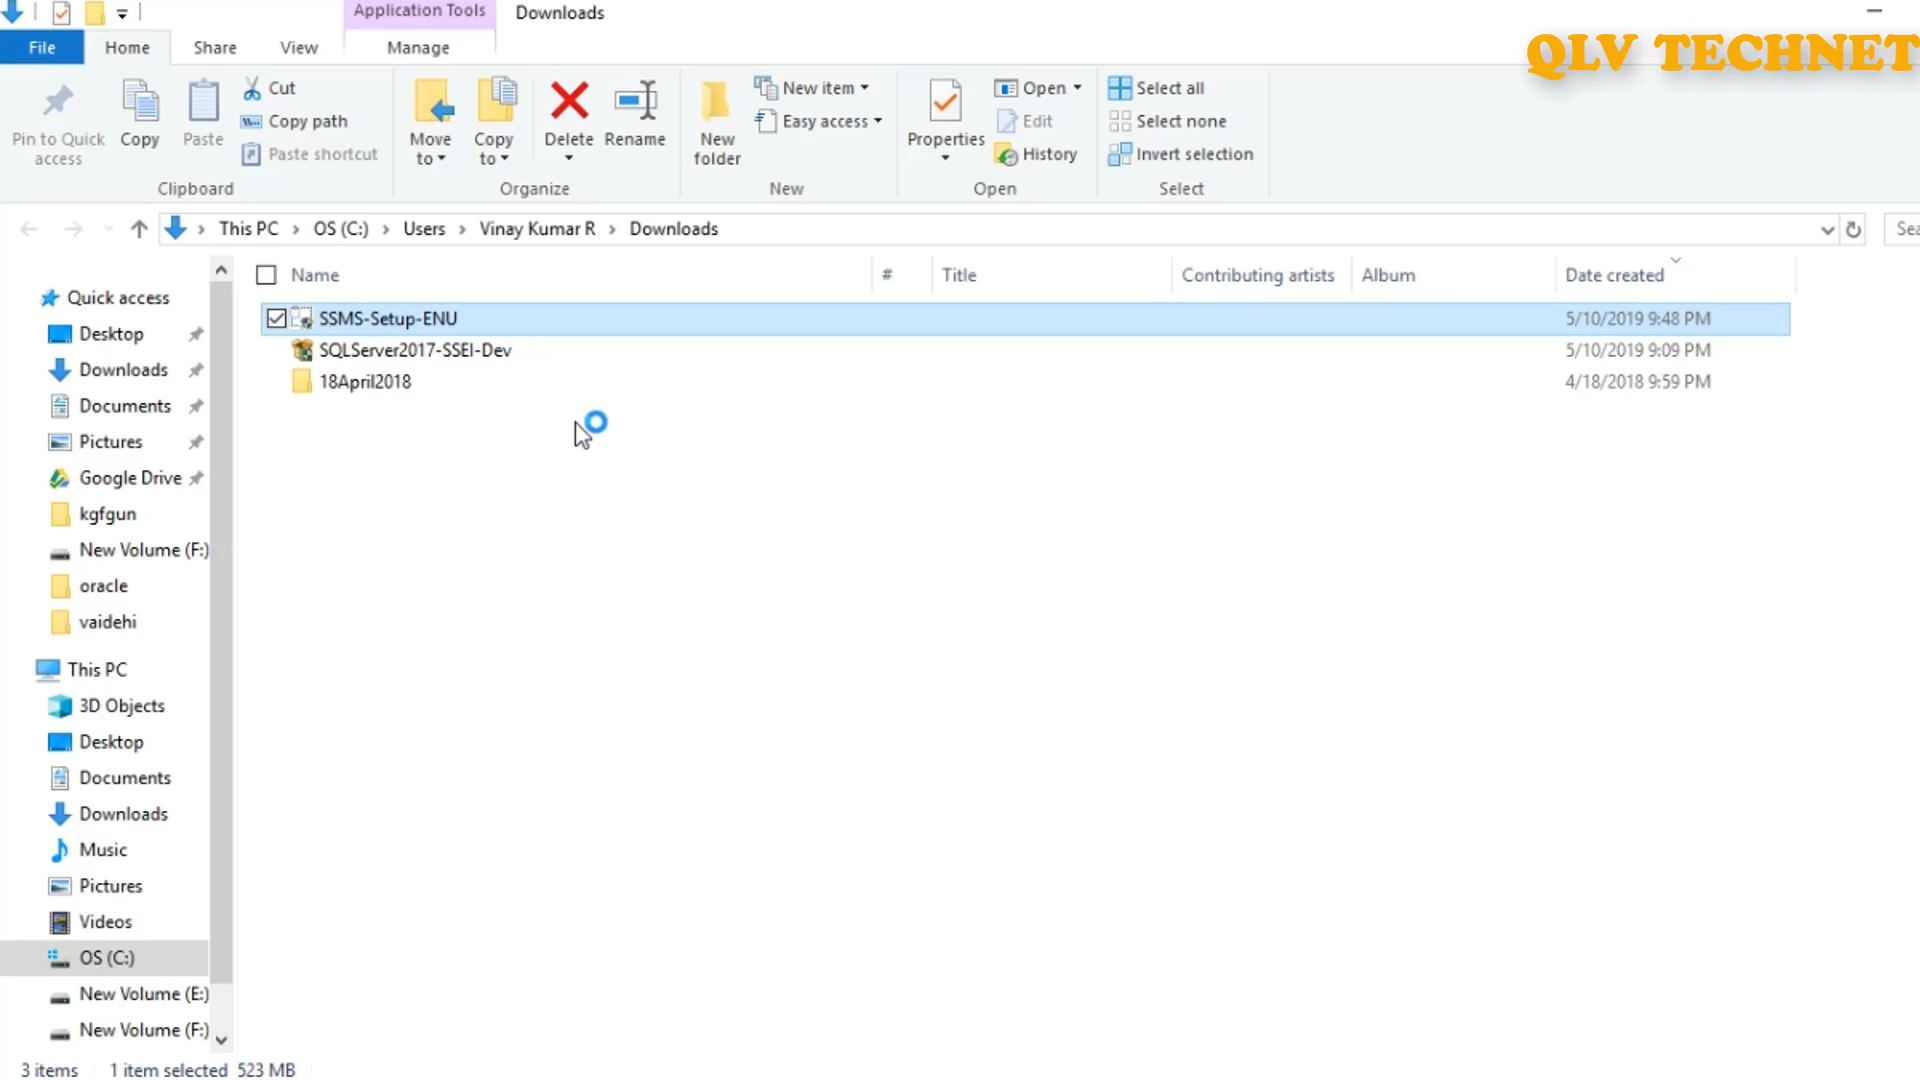 Application Tools
Downloads
File
Home
Share
View
Manage
QLV TECHNET
Pin to Quick access
Copy
Paste
Cut
Copy path
Paste shortcut
Clipboard
Move to
Copy to
Delete
Rename
Organize
New folder
New item
Easy access
New
Properties
Open
Edit
History
Open
Select all
Select none
Invert selection
Select
This PC > OS (C:) > Users > Vinay Kumar R > Downloads
Sea
Name
#
Title
Contributing artists
Album
Date created
SSMS-Setup-ENU 5/10/2019 9:48 PM
SQLServer2017-SSEI-Dev 5/10/2019 9:09 PM
18April2018 4/18/2018 9:59 PM
Quick access
Desktop
Downloads
Documents
Pictures
Google Drive
kgfgun
New Volume (F:)
oracle
vaidehi
This PC
3D Objects
Desktop
Documents
Downloads
Music
Pictures
Videos
OS (C:)
New Volume (E:)
New Volume (F:)
3 items 1 item selected 523 MB